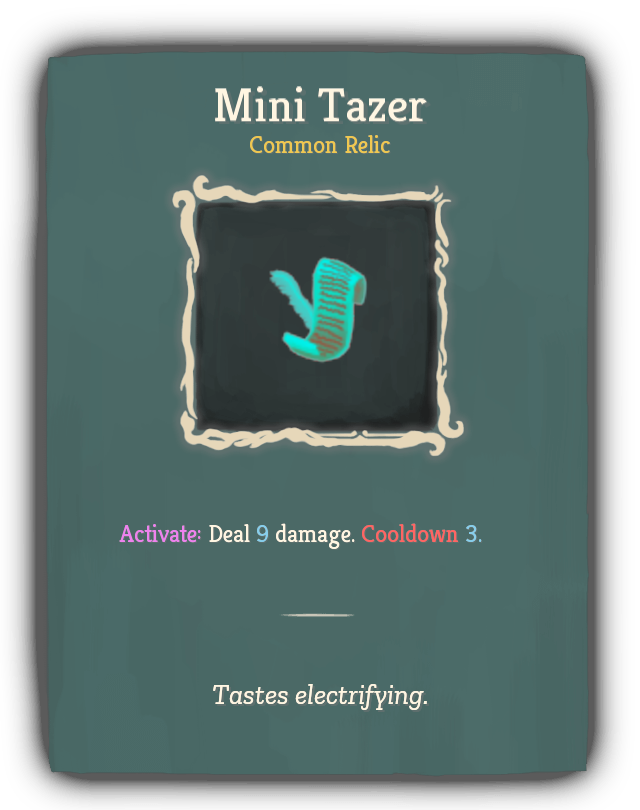 Mini Tazer
Common Relic
Activate: Deal 9 damage. Cooldown 3.
Tastes electrifying.